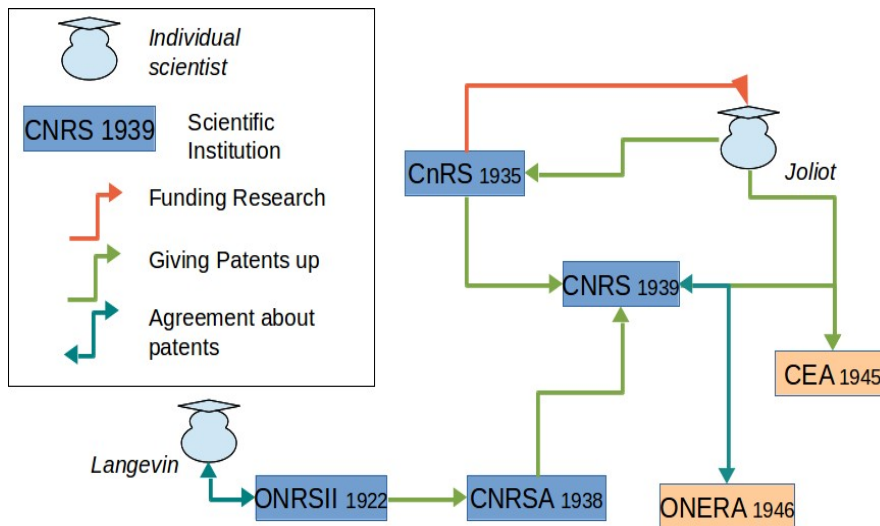 Individual
scientist
CNRS 1939
Scientific
Institution
Funding Research
Giving Patents up
Agreement about
patents
CnRS 1935
Joliot
CNRS 1939
CEA 1945
Langevin
ONRSII 1922
CNRSA 1938
ONERA 1946